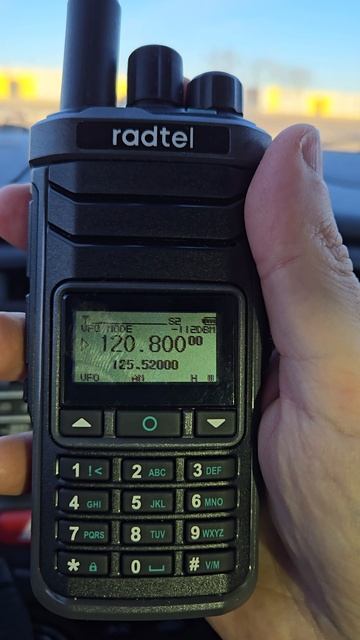 radtel
S2
VFO MODE -112DBM
120.80000
125.52000
VFO AM H
1 !< 2 ABC 3 DEF
4 GHI 5 JKL 6 MNO
7 PQRS 8 TUV 9 WXYZ
* 0 # V/M